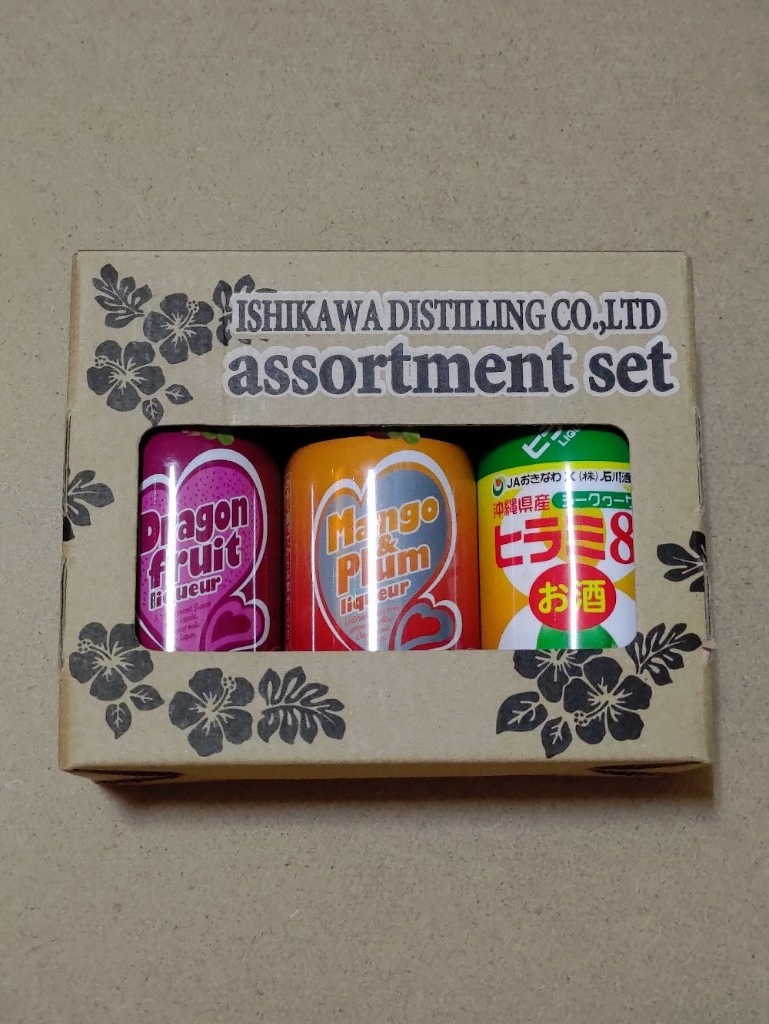 ISHIKAWA DISTILLING CO.,LTD
assortment set
Dragon
fruit
liqueur
Mango
&
Plum
liqueur
JAおきなわ×(株)石川酒
沖縄県産
ヒラミ8
お酒